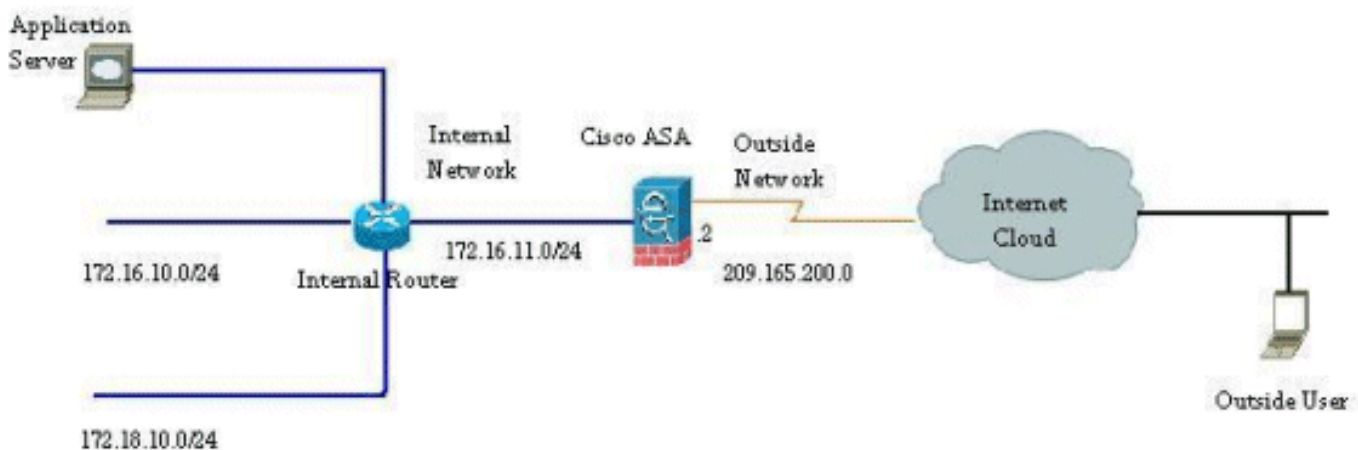 Application
Server
Internal
Network
Cisco ASA
Outside
Network
Internet
Cloud
.2
172.16.10.0/24
Internal Router
172.16.11.0/24
209.165.200.0
Outside User
172.18.10.0/24